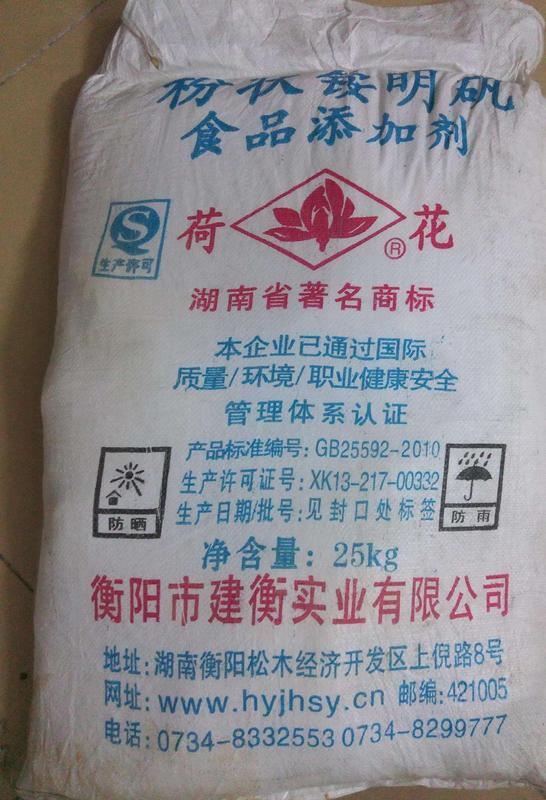 粉状铵明矾
食品添加剂
生产许可
荷花
®
湖南省著名商标
本企业已通过国际
质量/环境/职业健康安全
管理体系认证
产品标准编号:GB25592-2010
生产许可证号:XK13-217-00332
生产日期/批号:见封口处标签
防晒
防雨
净含量:25kg
衡阳市建衡实业有限公司
地址:湖南衡阳松木经济开发区上倪路8号
网址:www.hyjhsy.cn 邮编:421005
电话:0734-8332553 0734-8299777